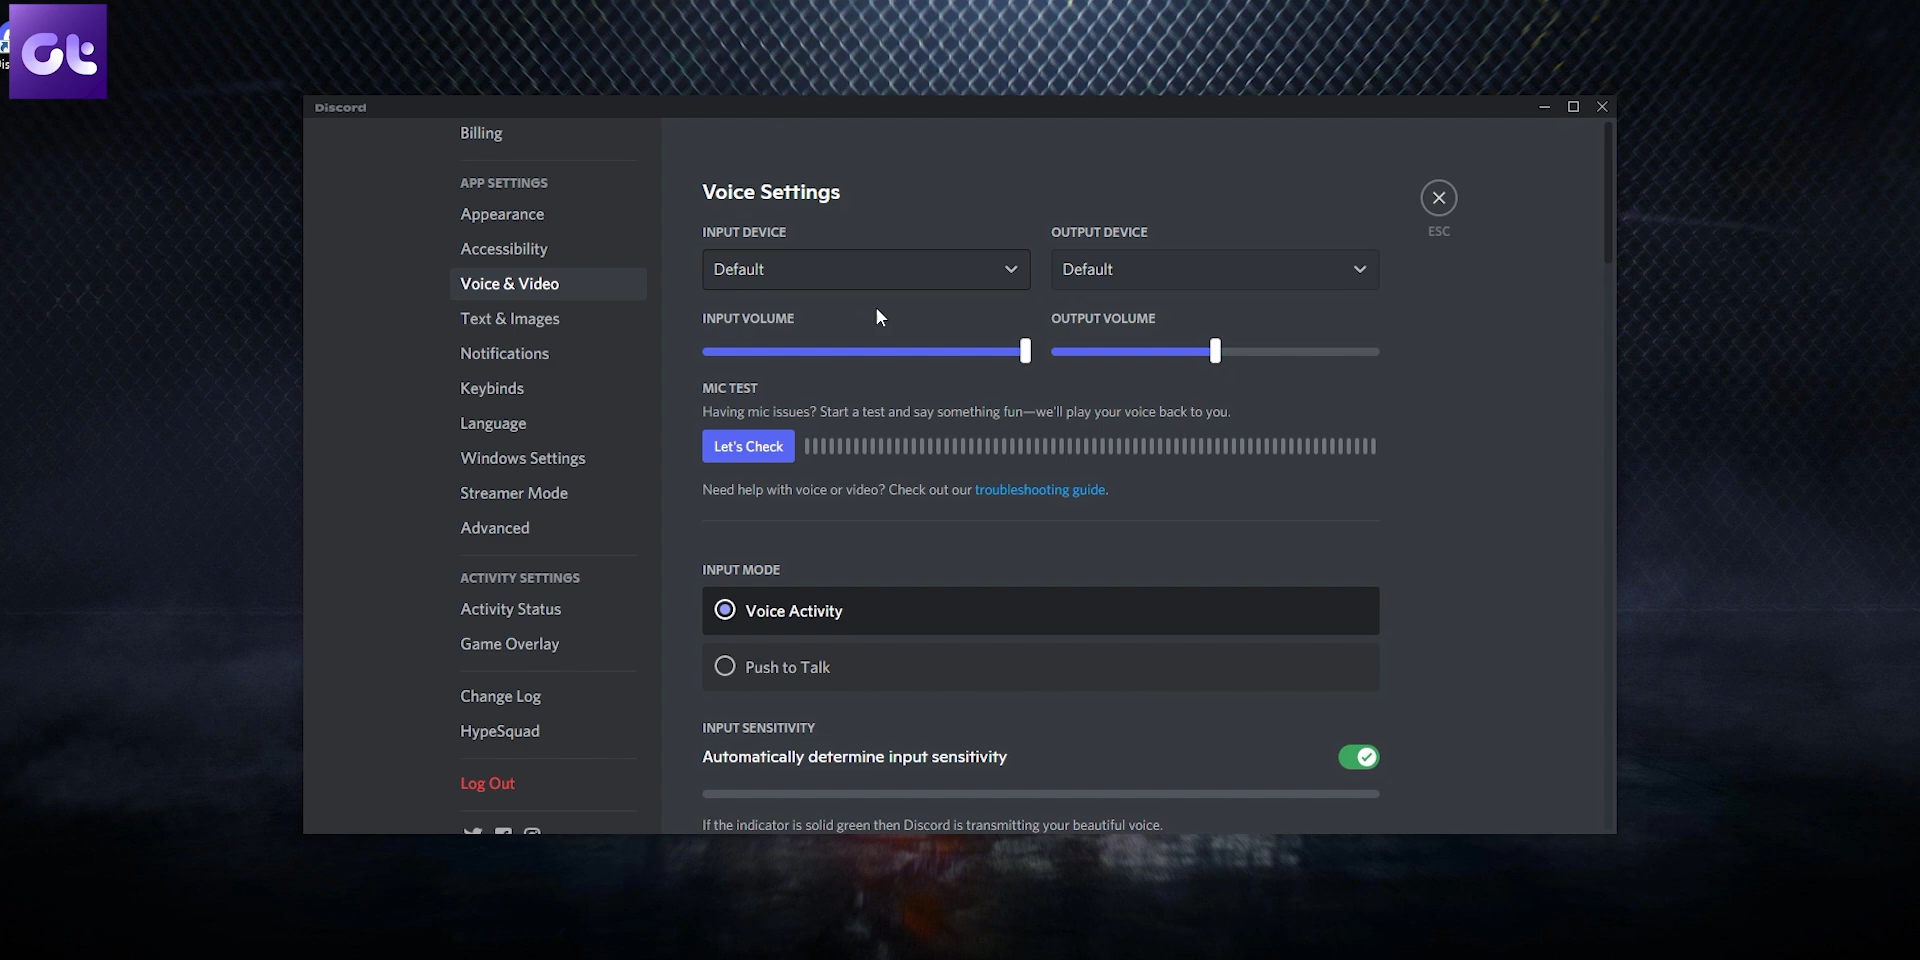 Gt
Discord
Billing
APP SETTINGS
Appearance
Accessibility
Voice & Video
Text & Images
Notifications
Keybinds
Language
Windows Settings
Streamer Mode
Advanced
ACTIVITY SETTINGS
Activity Status
Game Overlay
Change Log
HypeSquad
Log Out
Voice Settings
ESC
INPUT DEVICE OUTPUT DEVICE
Default Default
INPUT VOLUME OUTPUT VOLUME
MIC TEST
Having mic issues? Start a test and say something fun—we'll play your voice back to you.
Let's Check
Need help with voice or video? Check out our troubleshooting guide.
INPUT MODE
Voice Activity
Push to Talk
INPUT SENSITIVITY
Automatically determine input sensitivity
If the indicator is solid green then Discord is transmitting your beautiful voice.